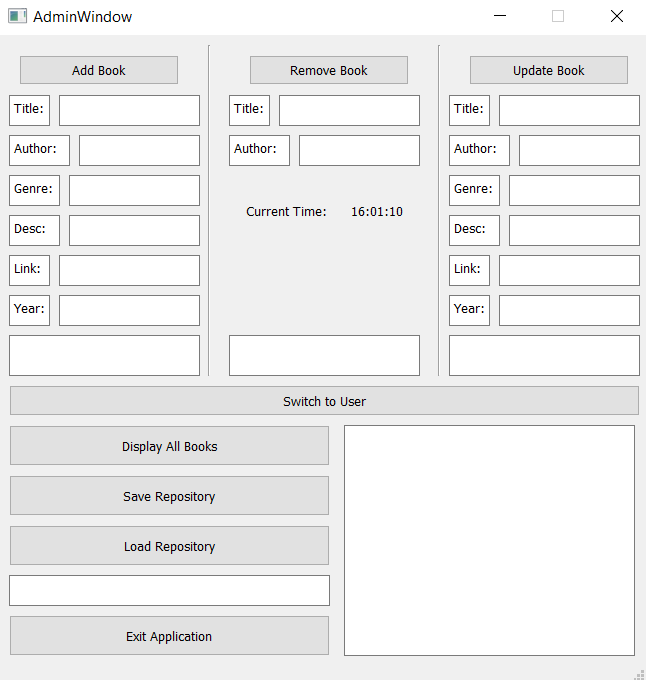 AdminWindow
Add Book
Remove Book
Update Book
Title:
Title:
Title:
Author:
Author:
Author:
Genre:
Genre:
Desc:
Current Time: 16:01:10
Desc:
Link:
Link:
Year:
Year:
Switch to User
Display All Books
Save Repository
Load Repository
Exit Application